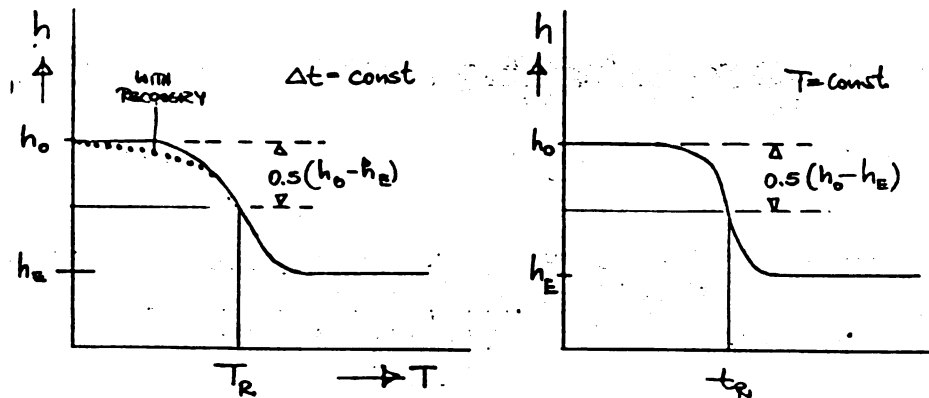 h
WITH
RECOVERY
Δt = const
h₀
0.5(h₀-h_E)
h_E
T_R
T
h
T = const.
h₀
0.5(h₀-h_E)
h_E
t_R